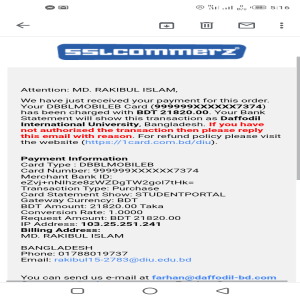 5:16
SSLCOMMERZ
Attention: MD. RAKIBUL ISLAM,
We have just received your payment for this order.
Your DBBLMOBILEB Card (999999XXXXXX7374)
has been charged with BDT 21820.00. Your Bank
Statement will show this transaction as Daffodil
International University, Bangladesh. If you have
not authorised the transaction then please reply
this email with reason. For refund policy please visit
the website (https://1card.com.bd/diu).
Payment Information
Card Type : DBBLMOBILEB
Card Number: 999999XXXXXX7374
Merchant Bank ID:
eZvj+nNIhze8zWZDgTW2gol7tHk=
Transaction Type: Purchase
Card Statement Show: STUDENTPORTAL
Gateway Currency: BDT
BDT Amount: 21820.00 Taka
Conversion Rate: 1.0000
Request Amount: BDT 21820.00
IP Address: 103.25.251.241
Billing Address:
MD. RAKIBUL ISLAM
BANGLADESH
Phone: 01788019737
Email: rakibul15-2783@diu.edu.bd
You can send us e-mail at farhan@daffodil-bd.com